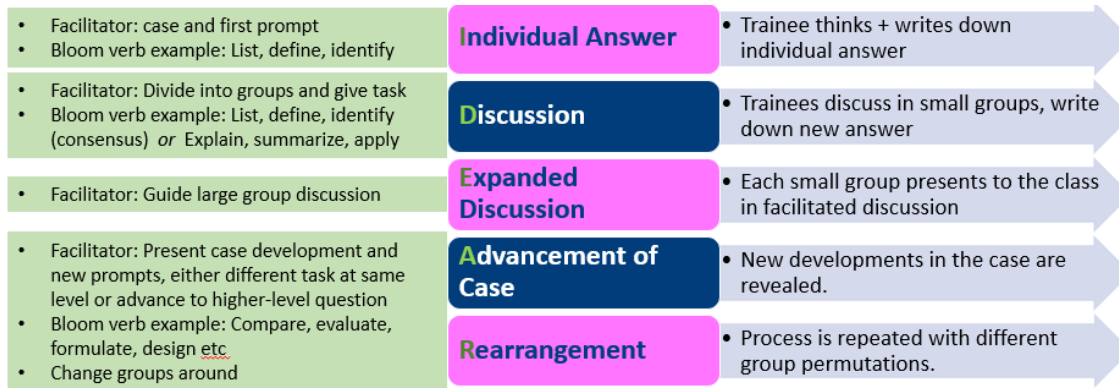 • Facilitator: case and first prompt
• Bloom verb example: List, define, identify
Individual Answer
• Trainee thinks + writes down
individual answer
• Facilitator: Divide into groups and give task
• Bloom verb example: List, define, identify
(consensus) or Explain, summarize, apply
Discussion
• Trainees discuss in small groups, write
down new answer
• Facilitator: Guide large group discussion
Expanded
Discussion
• Each small group presents to the class
in facilitated discussion
• Facilitator: Present case development and
new prompts, either different task at same
level or advance to higher-level question
• Bloom verb example: Compare, evaluate,
formulate, design etc
• Change groups around
Advancement of
Case
• New developments in the case are
revealed.
Rearrangement
• Process is repeated with different
group permutations.